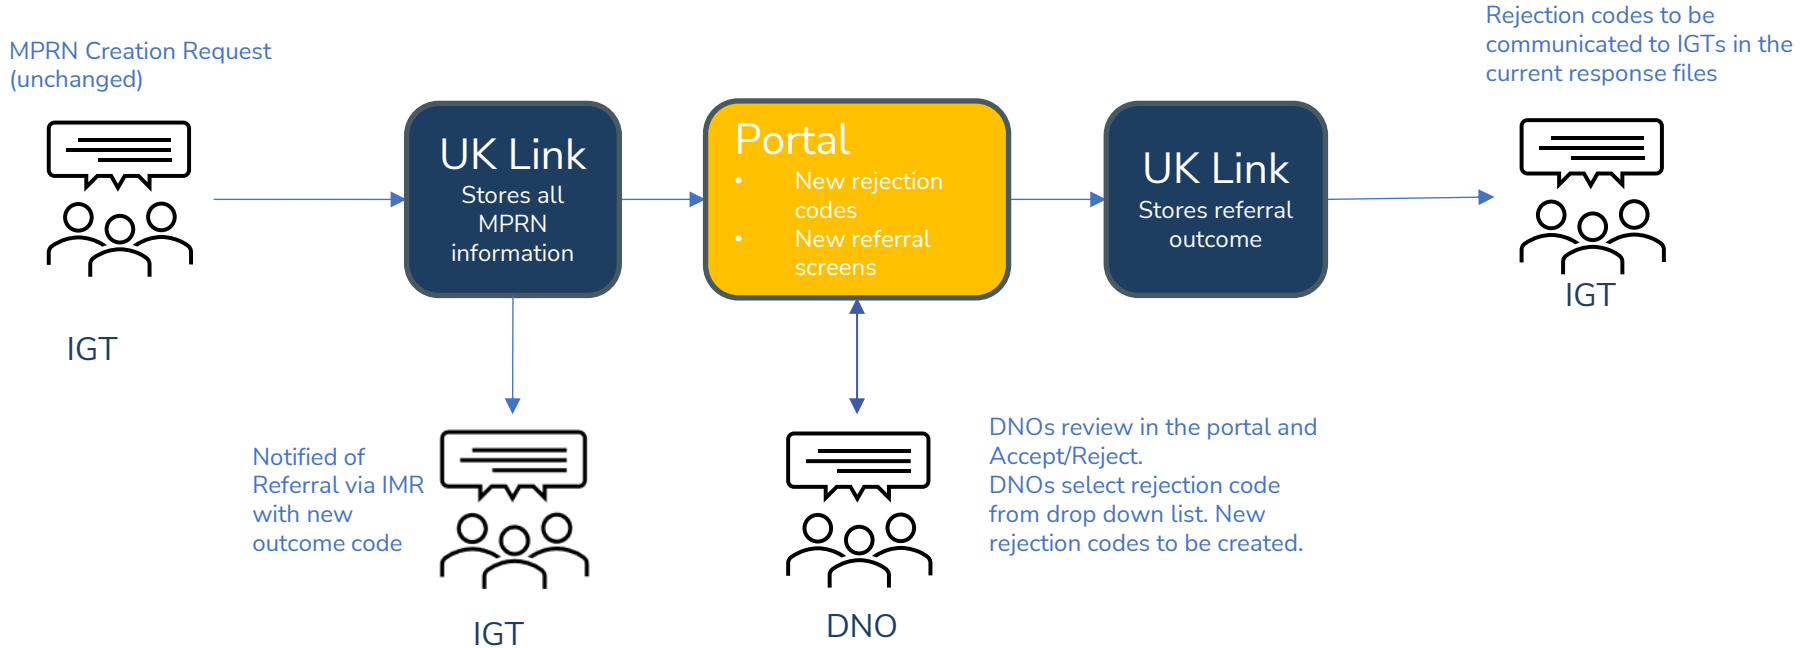 MPRN Creation Request
(unchanged)
IGT
UK Link
Stores all
MPRN
information
Notified of
Referral via IMR
with new
outcome code
IGT
Portal
• New rejection
codes
• New referral
screens
DNO
DNOs review in the portal and
Accept/Reject.
DNOs select rejection code
from drop down list. New
rejection codes to be created.
UK Link
Stores referral
outcome
Rejection codes to be
communicated to IGTs in the
current response files
IGT